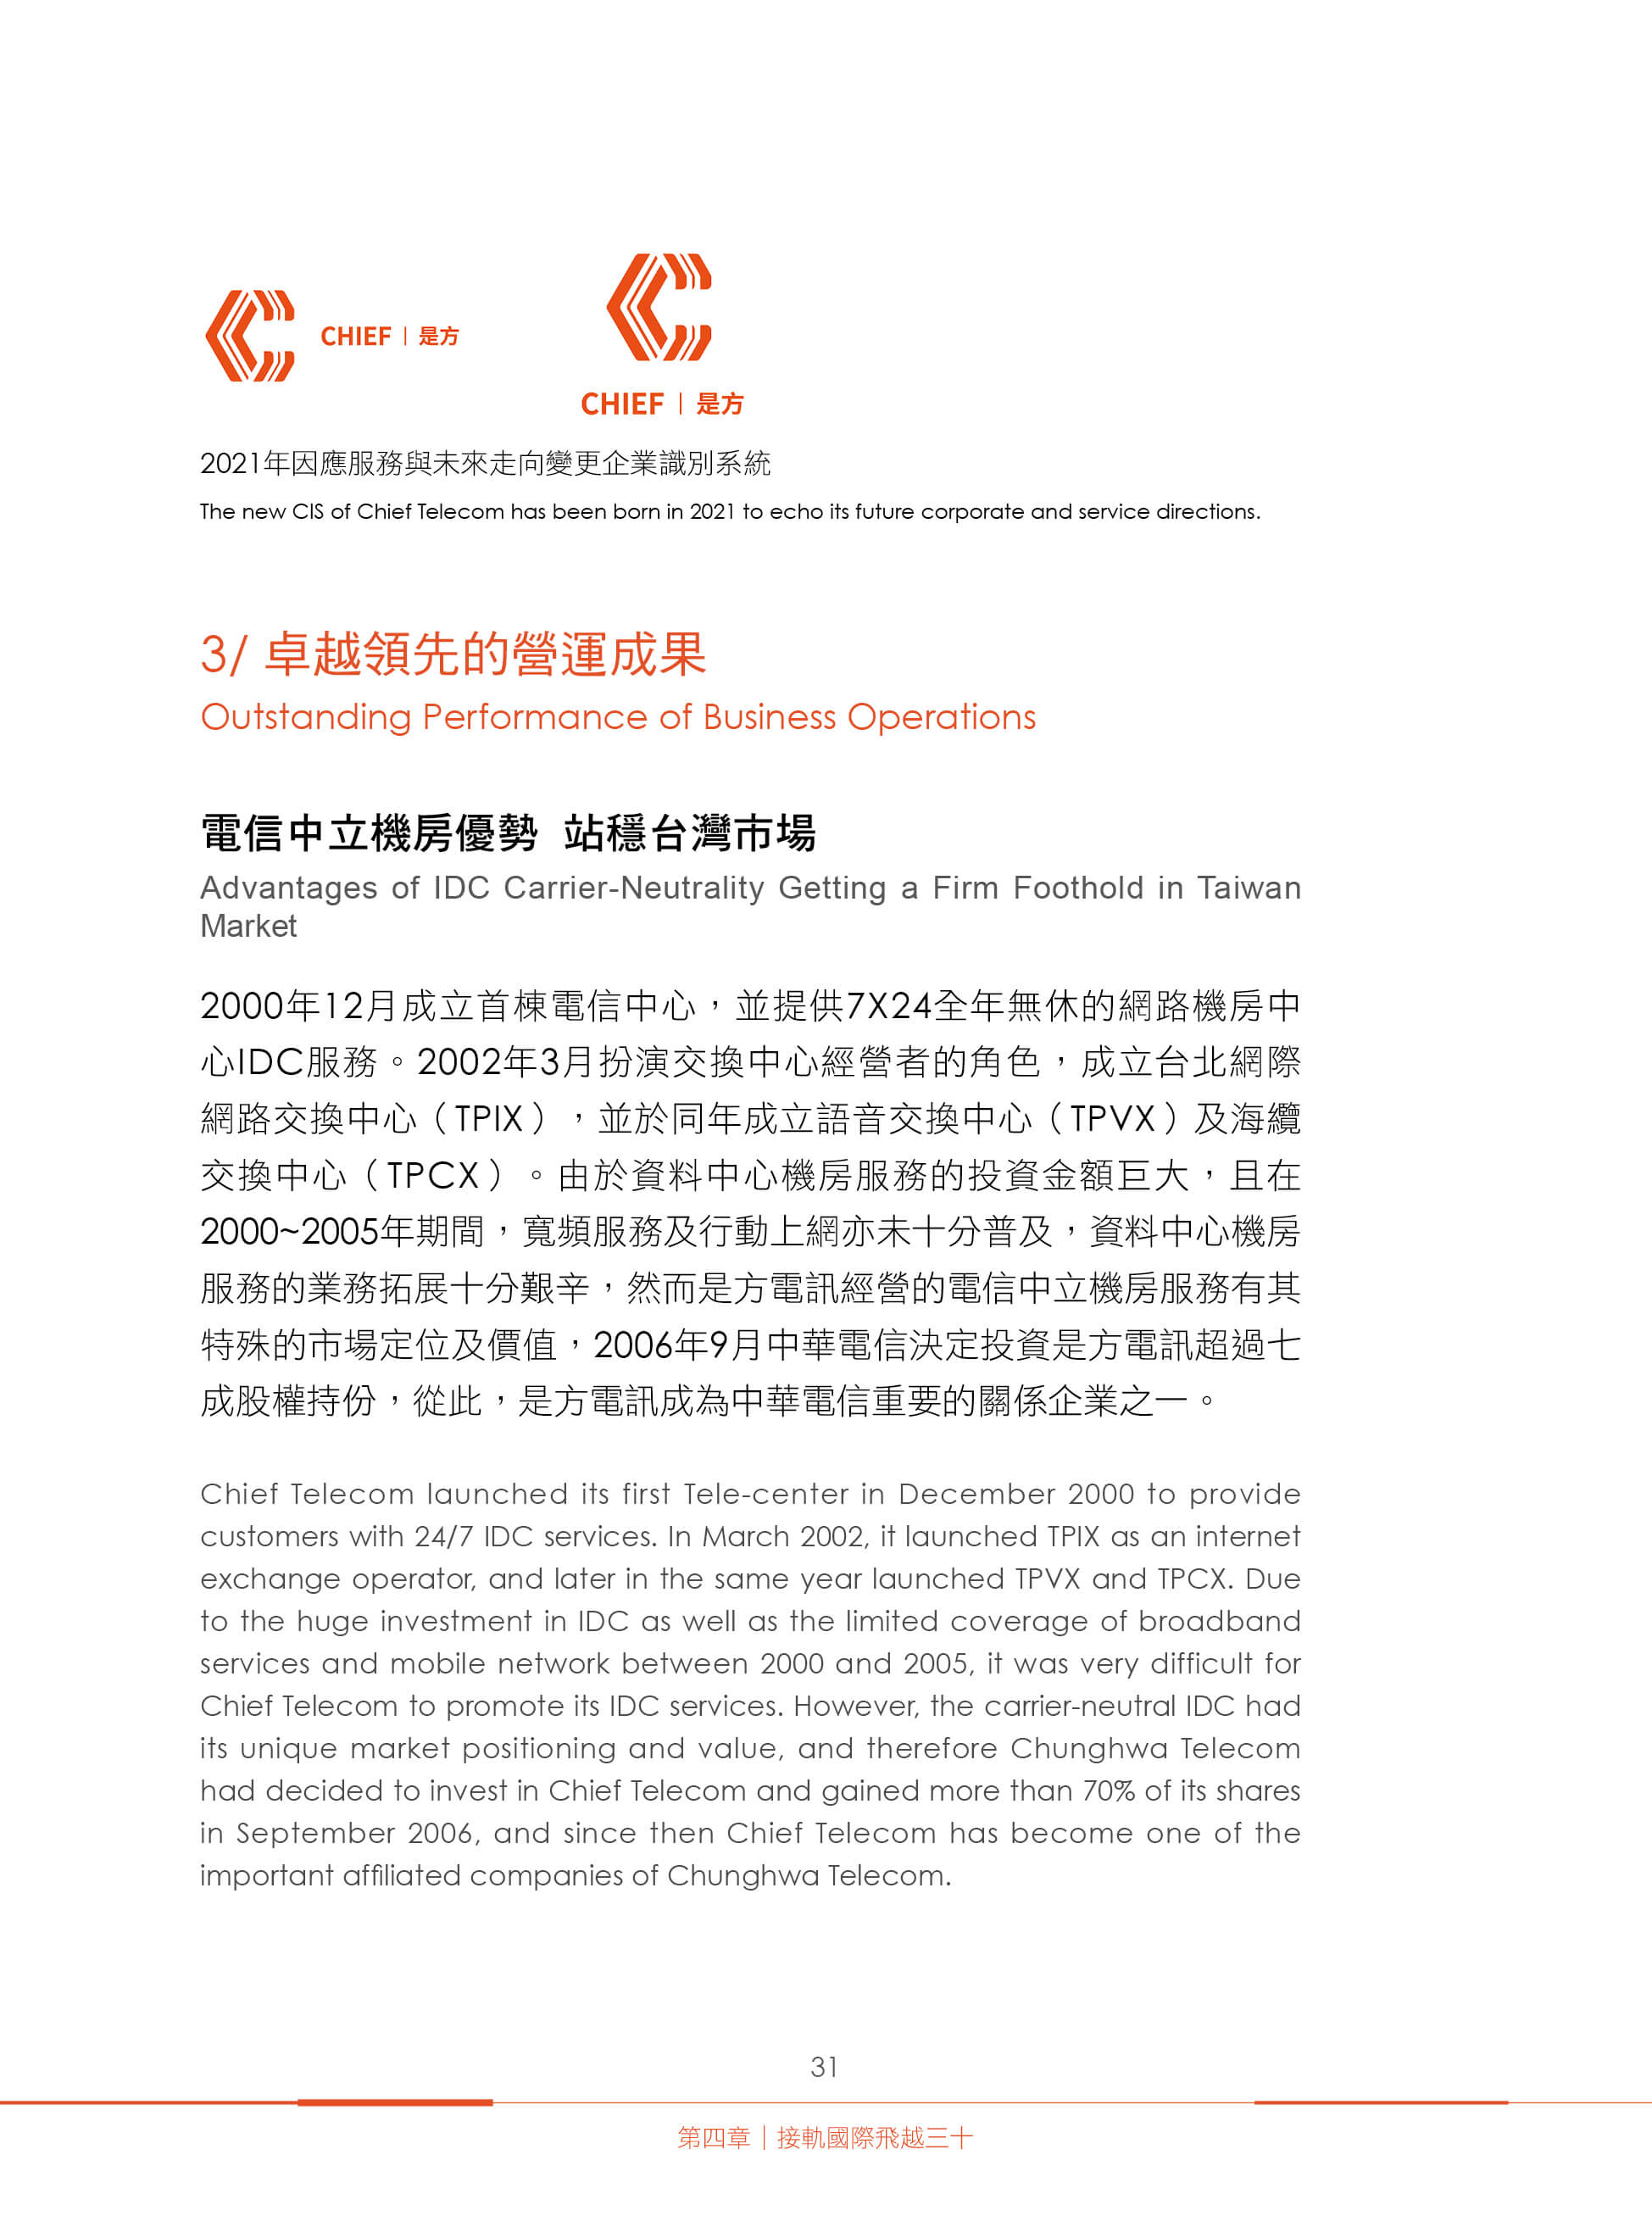 CHIEF | 是方
CHIEF | 是方
2021年因應服務與未來走向變更企業識別系統
The new CIS of Chief Telecom has been born in 2021 to echo its future corporate and service directions.
3/ 卓越領先的營運成果
Outstanding Performance of Business Operations
電信中立機房優勢 站穩台灣市場
Advantages of IDC Carrier-Neutrality Getting a Firm Foothold in Taiwan
Market
2000年12月成立首棟電信中心，並提供7X24全年無休的網路機房中
心IDC服務。2002年3月扮演交換中心經營者的角色，成立台北網際
網路交換中心（TPIX），並於同年成立語音交換中心（TPVX）及海纜
交換中心（TPCX）。由於資料中心機房服務的投資金額巨大，且在
2000~2005年期間，寬頻服務及行動上網亦未十分普及，資料中心機房
服務的業務拓展十分艱辛，然而是方電訊經營的電信中立機房服務有其
特殊的市場定位及價值，2006年9月中華電信決定投資是方電訊超過七
成股權持份，從此，是方電訊成為中華電信重要的關係企業之一。
Chief Telecom launched its first Tele-center in December 2000 to provide
customers with 24/7 IDC services. In March 2002, it launched TPIX as an internet
exchange operator, and later in the same year launched TPVX and TPCX. Due
to the huge investment in IDC as well as the limited coverage of broadband
services and mobile network between 2000 and 2005, it was very difficult for
Chief Telecom to promote its IDC services. However, the carrier-neutral IDC had
its unique market positioning and value, and therefore Chunghwa Telecom
had decided to invest in Chief Telecom and gained more than 70% of its shares
in September 2006, and since then Chief Telecom has become one of the
important affiliated companies of Chunghwa Telecom.
31
第四章｜接軌國際飛越三十